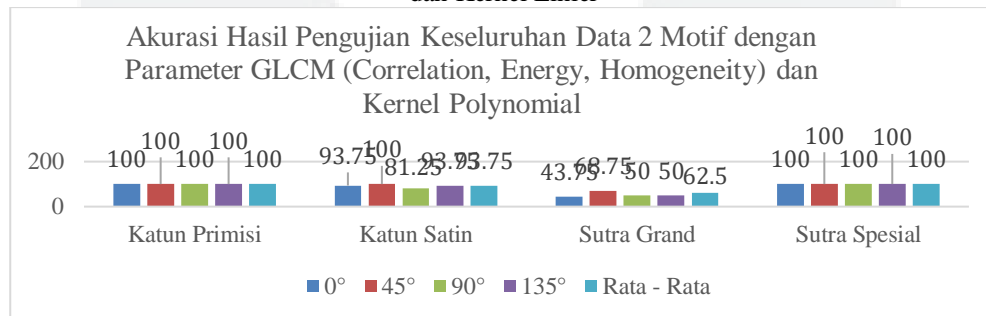 dan Kernel Linier
Akurasi Hasil Pengujian Keseluruhan Data 2 Motif dengan
Parameter GLCM (Correlation, Energy, Homogeneity) dan
Kernel Polynomial
200
0
100 100 100 100 100
93.75 100 81.25 93.75 93.75
43.75 68.75 50 50 62.5
100 100 100 100 100
Katun Primisi Katun Satin Sutra Grand Sutra Spesial
0° 45° 90° 135° Rata - Rata